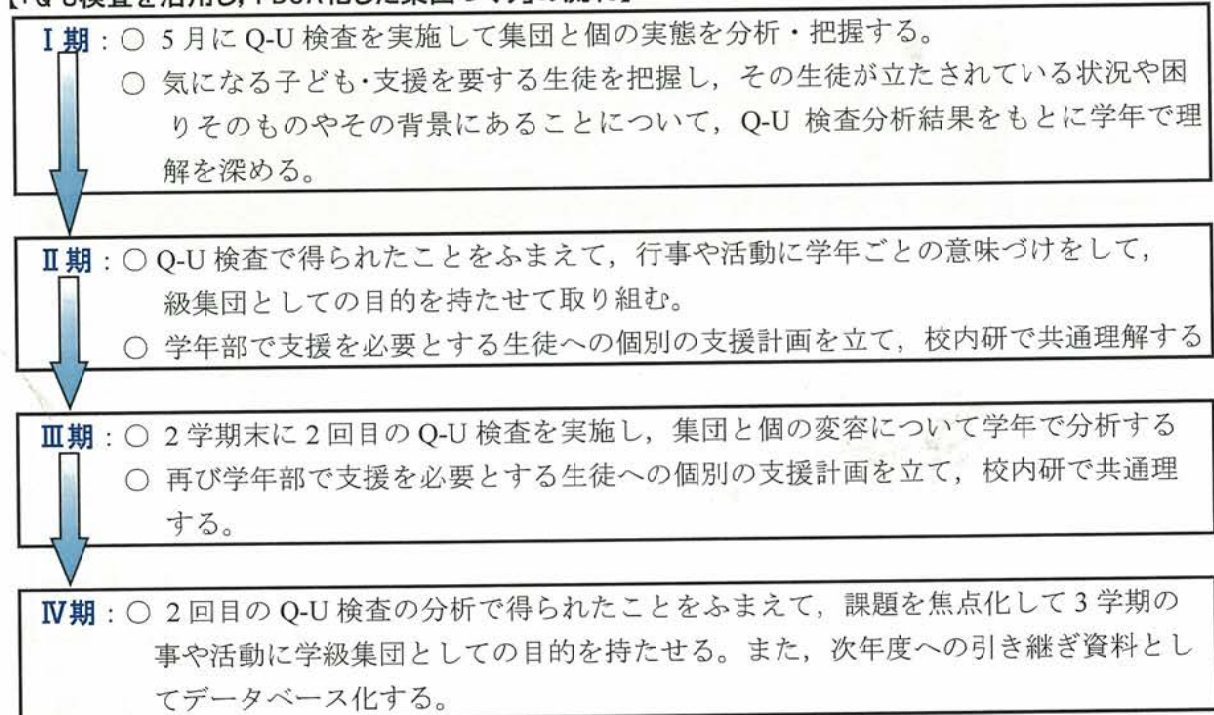 Ⅰ期：○ 5月にQ-U検査を実施して集団と個の実態を分析・把握する。
○ 気になる子ども・支援を要する生徒を把握し，その生徒が立たされている状況や困
りそのものやその背景にあることについて，Q-U 検査分析結果をもとに学年で理
解を深める。
Ⅱ期：○ Q-U検査で得られたことをふまえて，行事や活動に学年ごとの意味づけをして，
級集団としての目的を持たせて取り組む。
○ 学年部で支援を必要とする生徒への個別の支援計画を立て，校内研で共通理解する
Ⅲ期：○ 2学期末に2回目のQ-U検査を実施し，集団と個の変容について学年で分析する
○ 再び学年部で支援を必要とする生徒への個別の支援計画を立て，校内研で共通理
する。
Ⅳ期：○ 2回目のQ-U検査の分析で得られたことをふまえて，課題を焦点化して3学期の
事や活動に学級集団としての目的を持たせる。また，次年度への引き継ぎ資料とし
てデータベース化する。